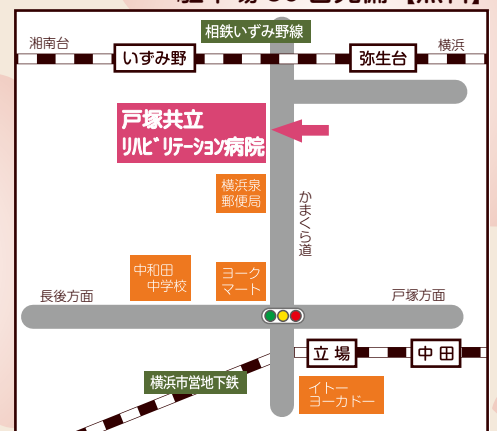 相鉄いずみ野線
湘南台
横浜
いずみ野
弥生台
戸塚共立
リハビリテーション病院
横浜泉
郵便局
かまくら道
中和田
中学校
ヨーク
マート
長後方面
戸塚方面
立場
中田
横浜市営地下鉄
イトー
ヨーカドー